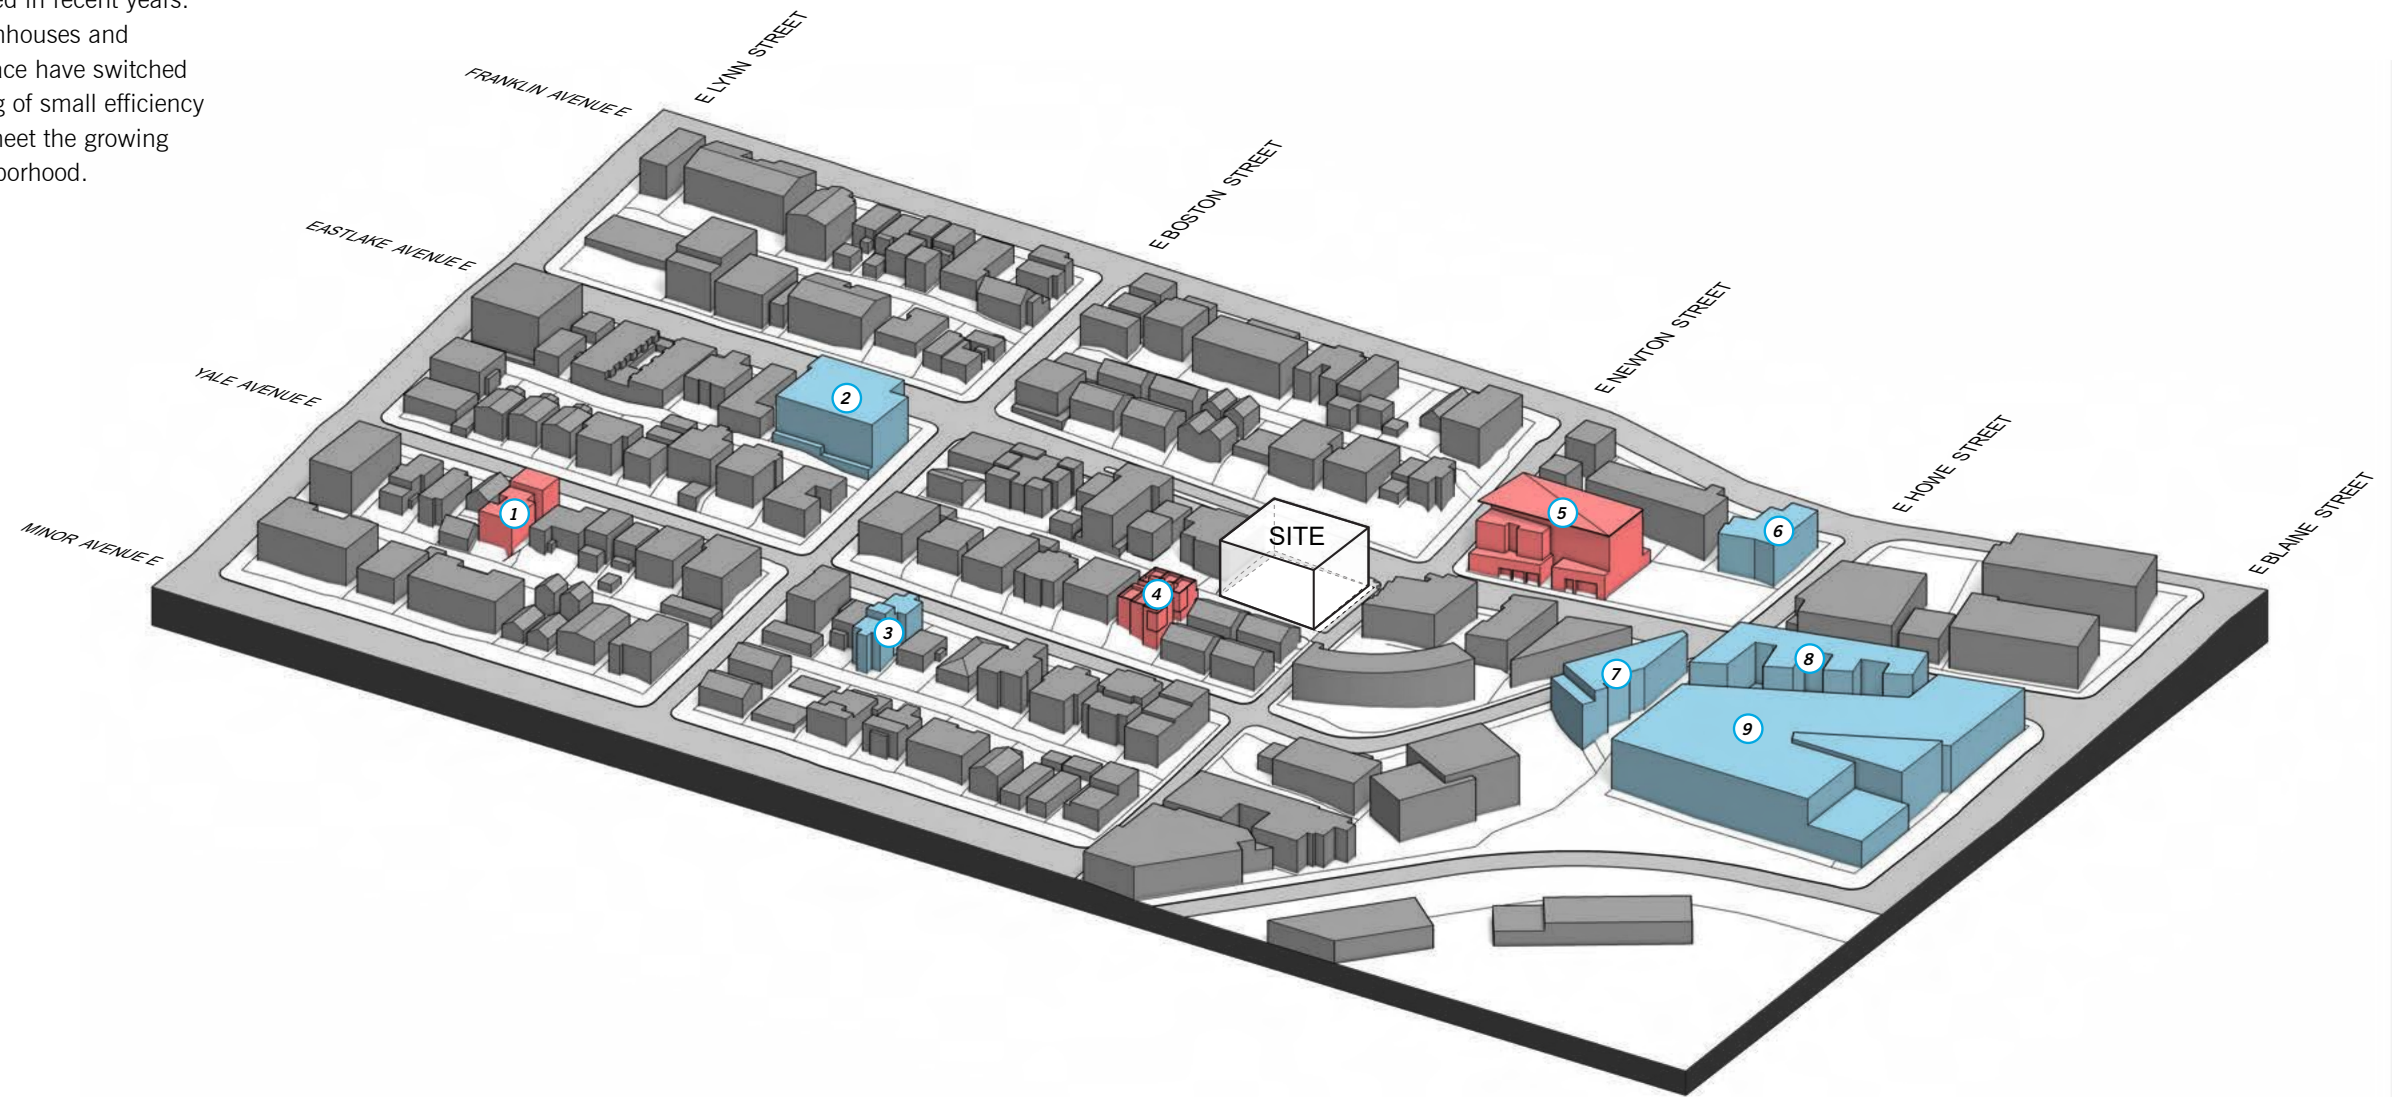 ed in recent years.
nhouses and
ce have switched
g of small efficiency
meet the growing
borhood.
E LYNN STREET
FRANKLIN AVENUE E
E BOSTON STREET
EASTLAKE AVENUE E
E NEWTON STREET
YALE AVENUE E
E HOWE STREET
E BLAINE STREET
MINOR AVENUE E
2
1
5
6
SITE
4
3
8
7
9